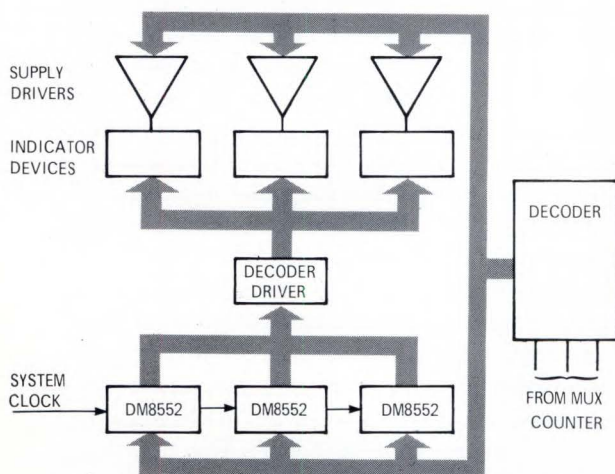 SUPPLY
DRIVERS
INDICATOR
DEVICES
DECODER
DECODER
DRIVER
SYSTEM
CLOCK
DM8552
DM8552
DM8552
FROM MUX
COUNTER